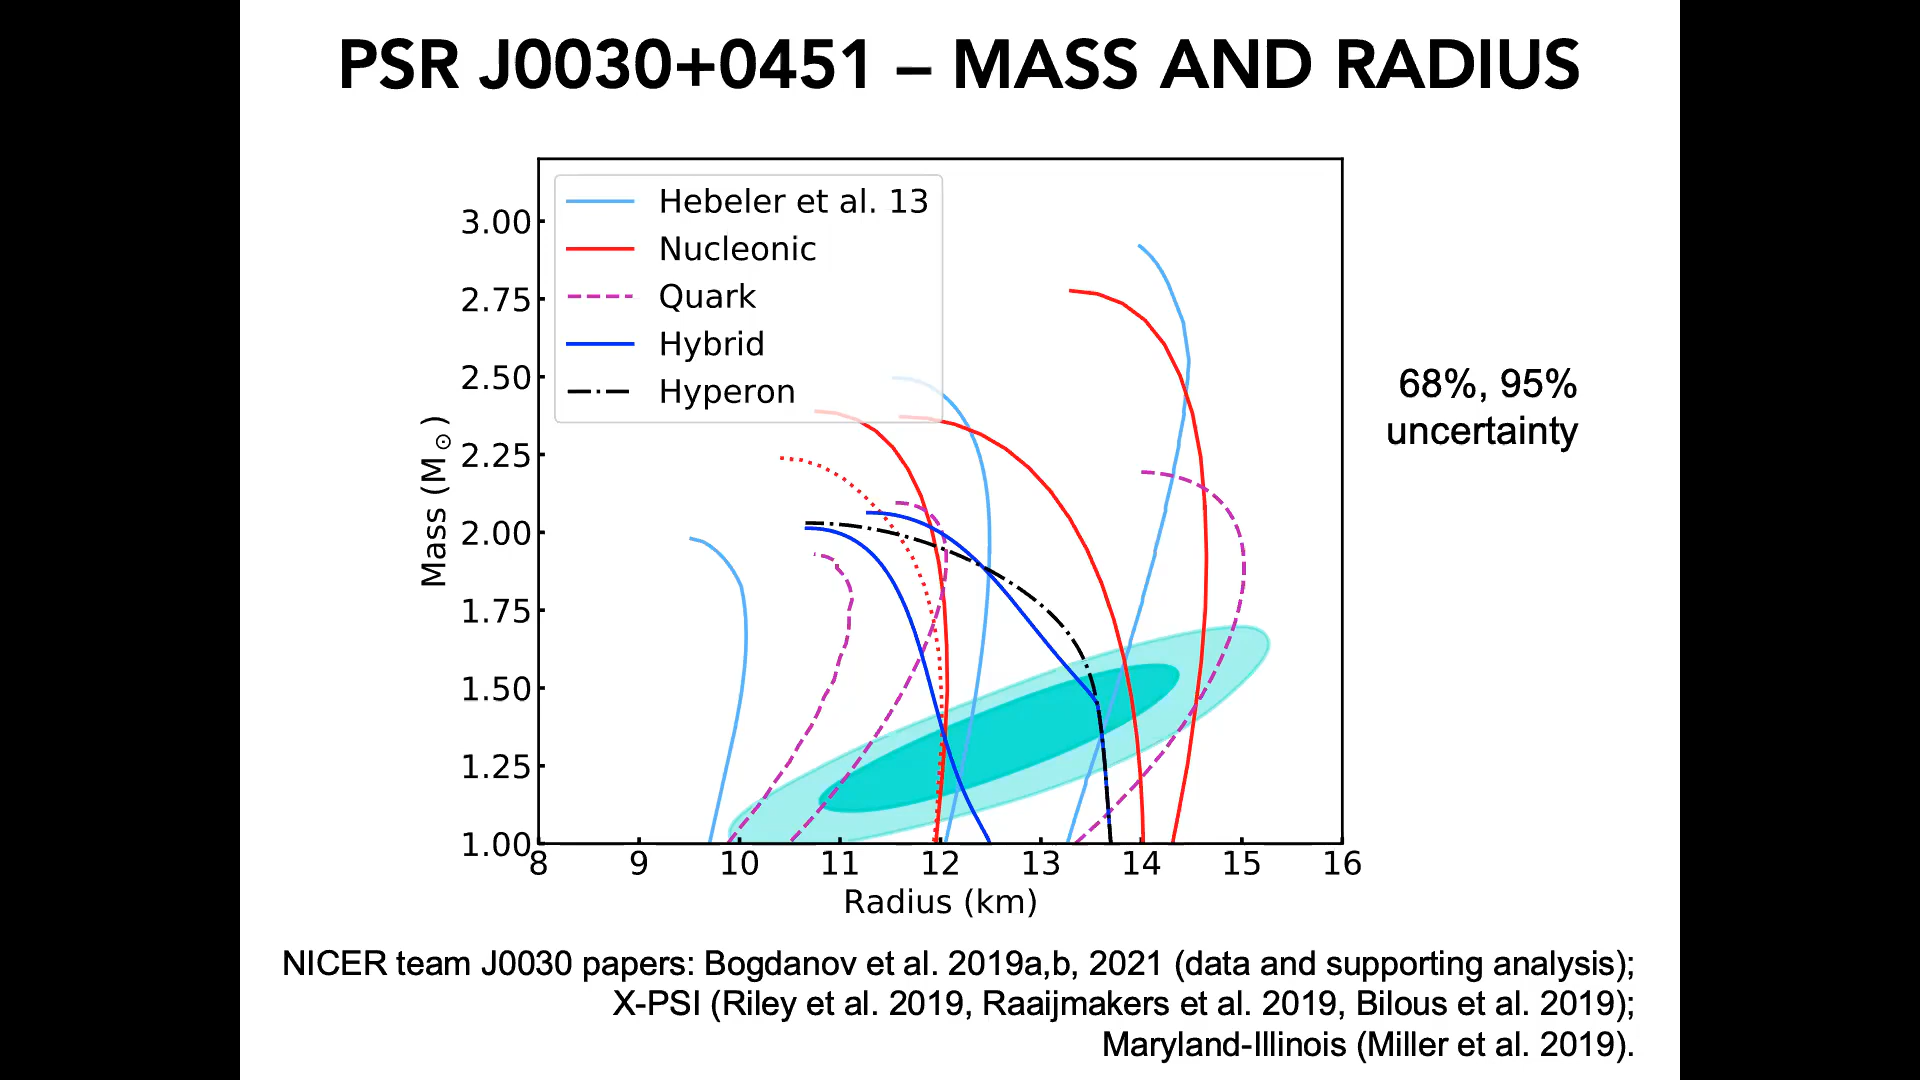 PSR J0030+0451 – MASS AND RADIUS
Hebeler et al. 13
Nucleonic
Quark
Hybrid
Hyperon
3.00
2.75
2.50
2.25
2.00
1.75
1.50
1.25
1.00
Mass (M⊙)
8 9 10 11 12 13 14 15 16
Radius (km)
68%, 95%
uncertainty
NICER team J0030 papers: Bogdanov et al. 2019a,b, 2021 (data and supporting analysis);
X-PSI (Riley et al. 2019, Raaijmakers et al. 2019, Bilous et al. 2019);
Maryland-Illinois (Miller et al. 2019).